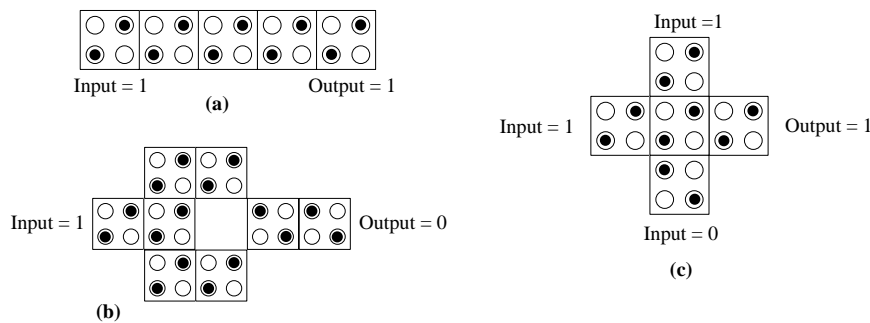 Input = 1
Output = 1
(a)
Input = 1
Output = 0
(b)
Input =1
Input = 1
Output = 1
Input = 0
(c)